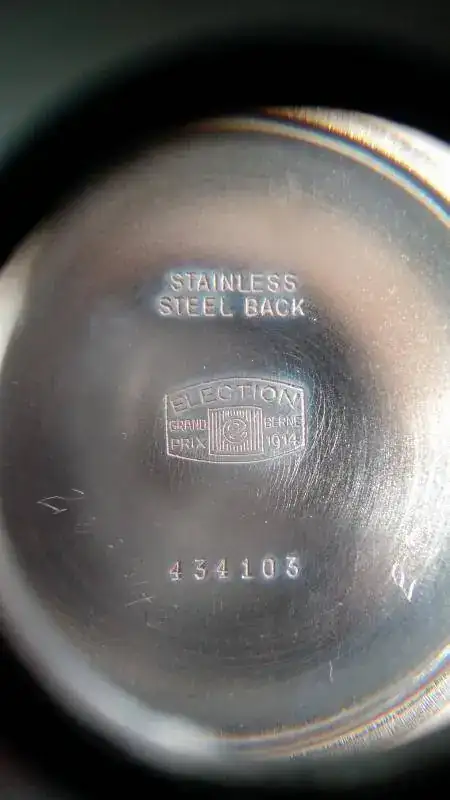 STAINLESS
STEEL BACK
ELECTION
GRAND BERNE
PRIX 1914
434103